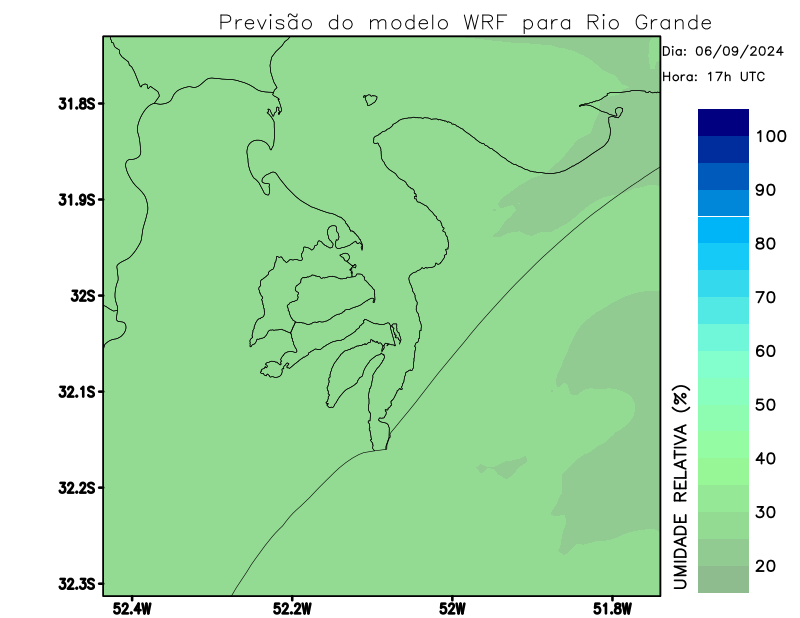 Previsão do modelo WRF para Rio Grande
Dia: 06/09/2024
Hora: 17h UTC
31.8S
31.9S
32S
32.1S
32.2S
32.3S
52.4W
52.2W
52W
51.8W
UMIDADE RELATIVA (%)
100
90
80
70
60
50
40
30
20